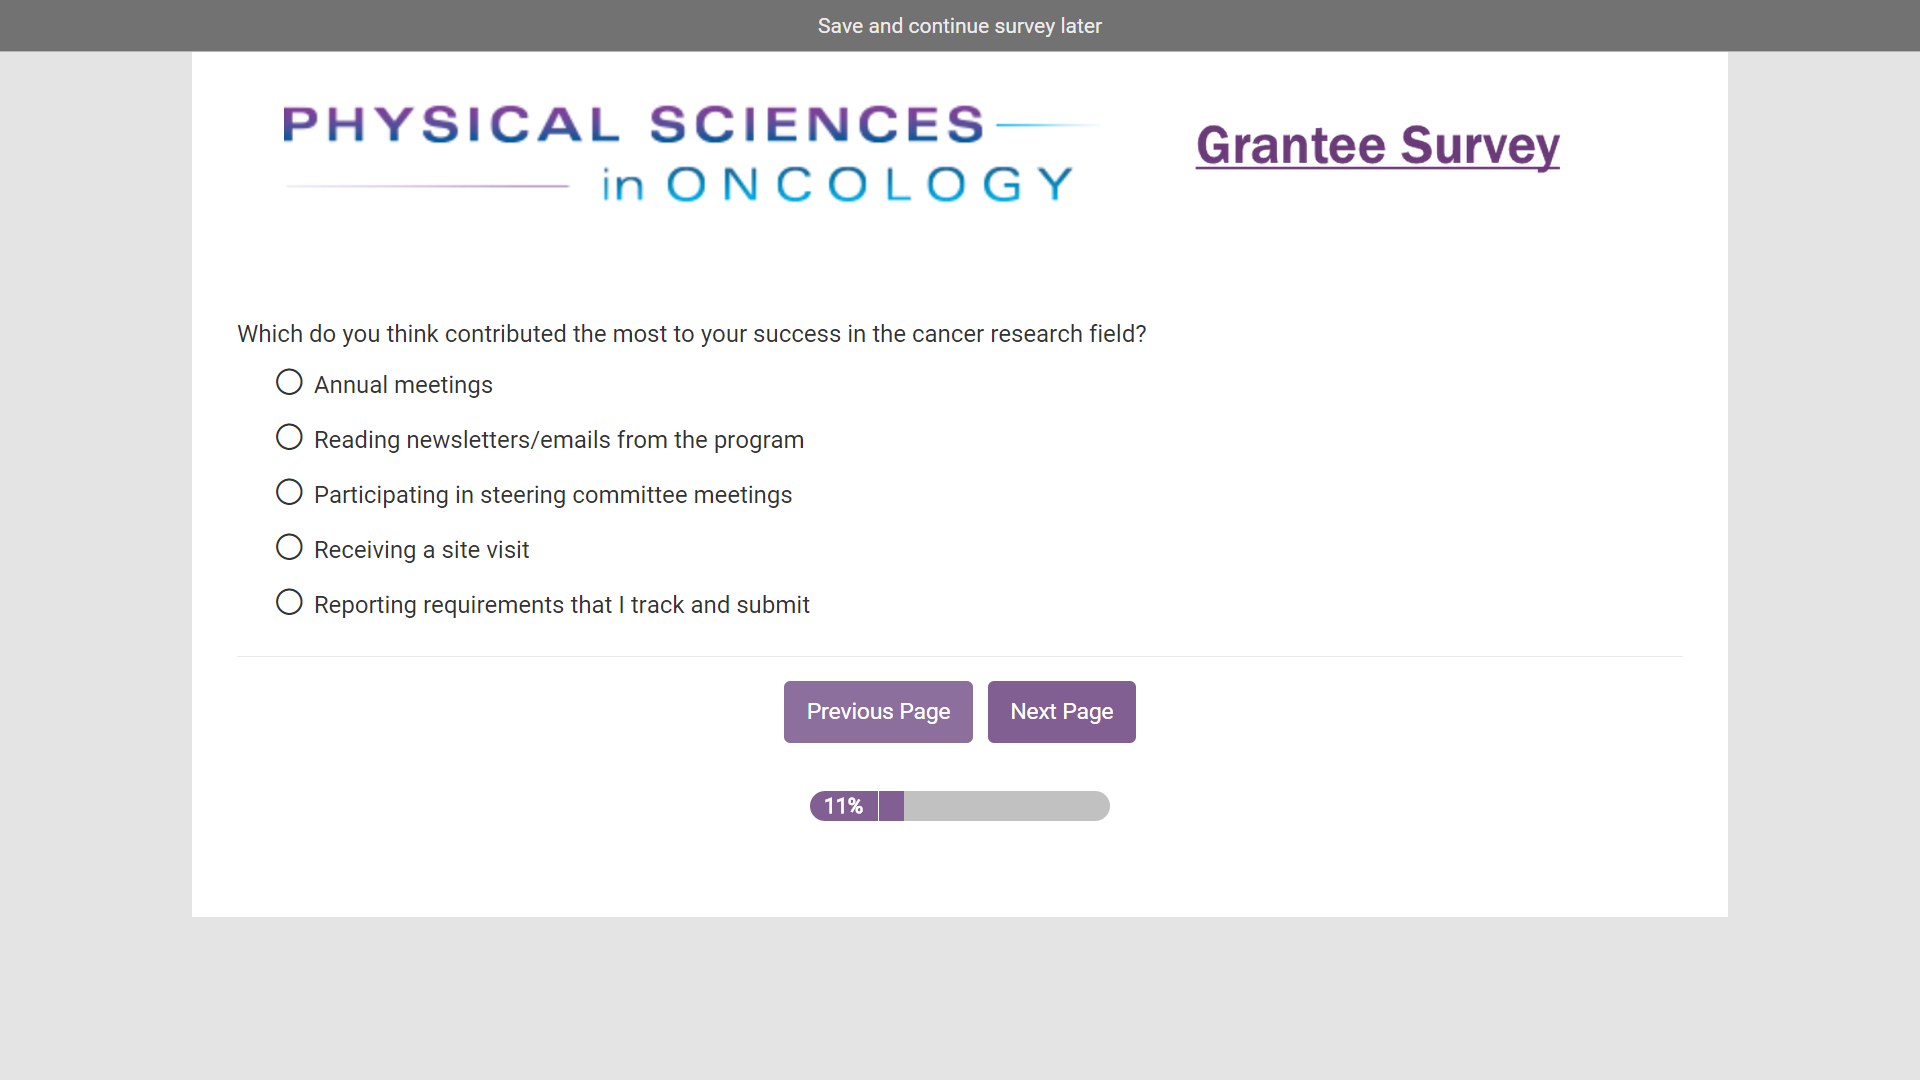 Save and continue survey later
PHYSICAL SCIENCES
in ONCOLOGY
Grantee Survey
Which do you think contributed the most to your success in the cancer research field?
Annual meetings
Reading newsletters/emails from the program
Participating in steering committee meetings
Receiving a site visit
Reporting requirements that I track and submit
Previous Page
Next Page
11%